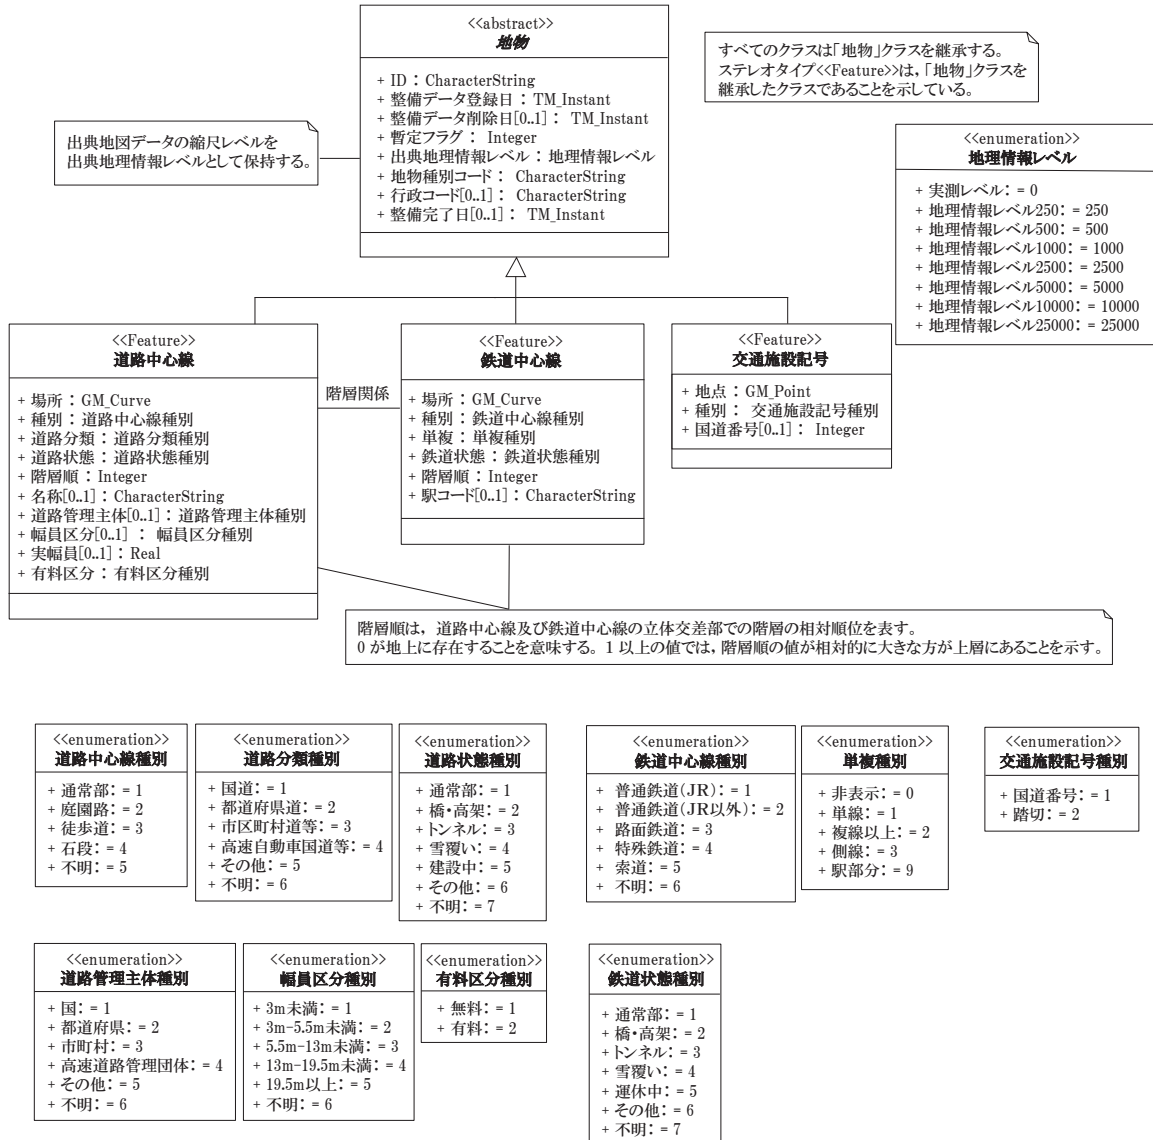 <<abstract>>
地物
+ ID : CharacterString
+ 整備データ登録日 : TM_Instant
+ 整備データ削除日[0..1] : TM_Instant
+ 暫定フラグ : Integer
+ 出典地理情報レベル : 地理情報レベル
+ 地物種別コード : CharacterString
+ 行政コード[0..1] : CharacterString
+ 整備完了日[0..1] : TM_Instant
すべてのクラスは「地物」クラスを継承する。
ステレオタイプ<<Feature>>は,「地物」クラスを
継承したクラスであることを示している。
出典地図データの縮尺レベルを
出典地理情報レベルとして保持する。
<<enumeration>>
地理情報レベル
+ 実測レベル: = 0
+ 地理情報レベル250: = 250
+ 地理情報レベル500: = 500
+ 地理情報レベル1000: = 1000
+ 地理情報レベル2500: = 2500
+ 地理情報レベル5000: = 5000
+ 地理情報レベル10000: = 10000
+ 地理情報レベル25000: = 25000
<<Feature>>
道路中心線
+ 場所 : GM_Curve
+ 種別 : 道路中心線種別
+ 道路分類 : 道路分類種別
+ 道路状態 : 道路状態種別
+ 階層順 : Integer
+ 名称[0..1] : CharacterString
+ 道路管理主体[0..1] : 道路管理主体種別
+ 幅員区分[0..1] : 幅員区分種別
+ 実幅員[0..1] : Real
+ 有料区分 : 有料区分種別
階層関係
<<Feature>>
鉄道中心線
+ 場所 : GM_Curve
+ 種別 : 鉄道中心線種別
+ 単複 : 単複種別
+ 鉄道状態 : 鉄道状態種別
+ 階層順 : Integer
+ 駅コード[0..1] : CharacterString
<<Feature>>
交通施設記号
+ 地点 : GM_Point
+ 種別 : 交通施設記号種別
+ 国道番号[0..1] : Integer
階層順は, 道路中心線及び鉄道中心線の立体交差部での階層の相対順位を表す。
0 が地上に存在することを意味する。1 以上の値では, 階層順の値が相対的に大きな方が上層にあることを示す。
<<enumeration>>
道路中心線種別
+ 通常部: = 1
+ 庭園路: = 2
+ 徒歩道: = 3
+ 石段: = 4
+ 不明: = 5
<<enumeration>>
道路分類種別
+ 国道: = 1
+ 都道府県道: = 2
+ 市区町村道等: = 3
+ 高速自動車国道等: = 4
+ その他: = 5
+ 不明: = 6
<<enumeration>>
道路状態種別
+ 通常部: = 1
+ 橋・高架: = 2
+ トンネル: = 3
+ 雪覆い: = 4
+ 建設中: = 5
+ その他: = 6
+ 不明: = 7
<<enumeration>>
鉄道中心線種別
+ 普通鉄道(JR): = 1
+ 普通鉄道(JR以外): = 2
+ 路面鉄道: = 3
+ 特殊鉄道: = 4
+ 索道: = 5
+ 不明: = 6
<<enumeration>>
単複種別
+ 非表示: = 0
+ 単線: = 1
+ 複線以上: = 2
+ 側線: = 3
+ 駅部分: = 9
<<enumeration>>
交通施設記号種別
+ 国道番号: = 1
+ 踏切: = 2
<<enumeration>>
道路管理主体種別
+ 国: = 1
+ 都道府県: = 2
+ 市町村: = 3
+ 高速道路管理団体: = 4
+ その他: = 5
+ 不明: = 6
<<enumeration>>
幅員区分種別
+ 3m未満: = 1
+ 3m-5.5m未満: = 2
+ 5.5m-13m未満: = 3
+ 13m-19.5m未満: = 4
+ 19.5m以上: = 5
+ 不明: = 6
<<enumeration>>
有料区分種別
+ 無料: = 1
+ 有料: = 2
<<enumeration>>
鉄道状態種別
+ 通常部: = 1
+ 橋・高架: = 2
+ トンネル: = 3
+ 雪覆い: = 4
+ 運休中: = 5
+ その他: = 6
+ 不明: = 7